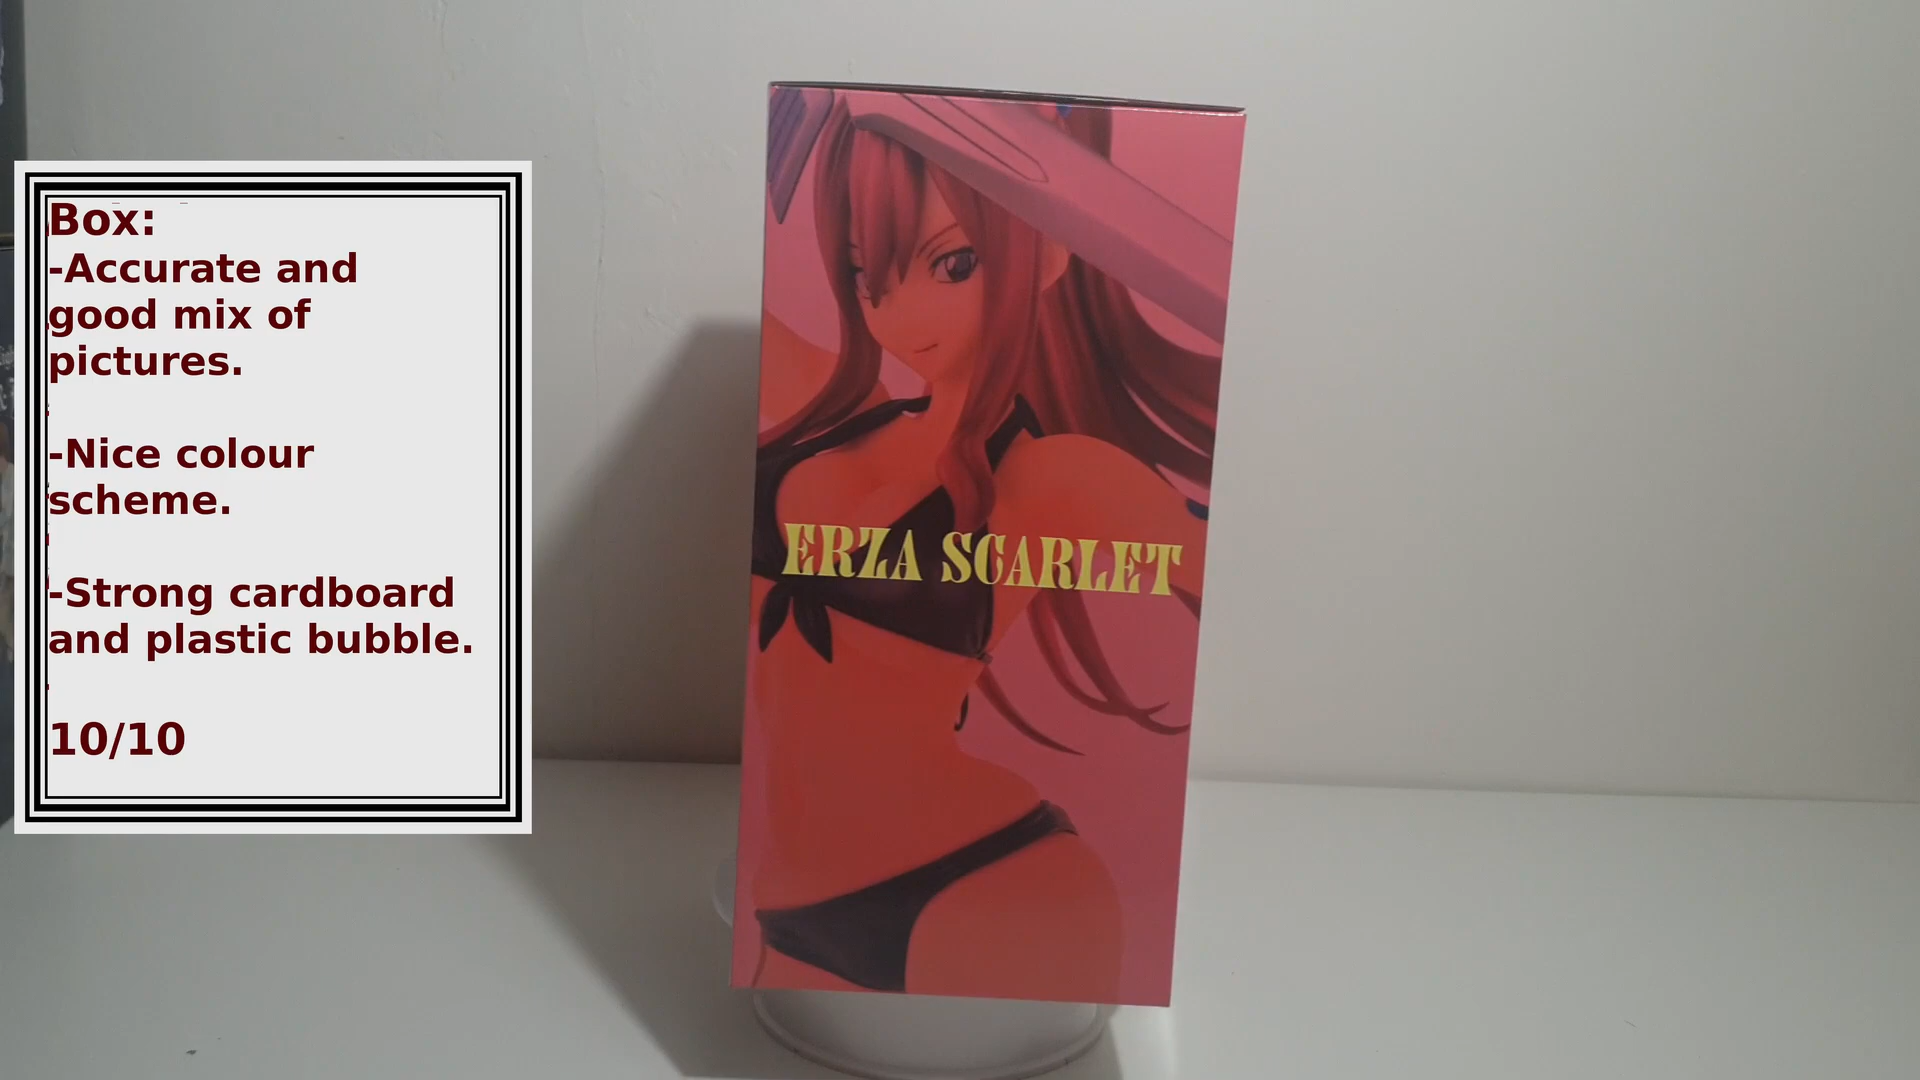 Box:
-Accurate and
good mix of
pictures.
-Nice colour
scheme.
-Strong cardboard
and plastic bubble.
10/10
ERZA SCARLET